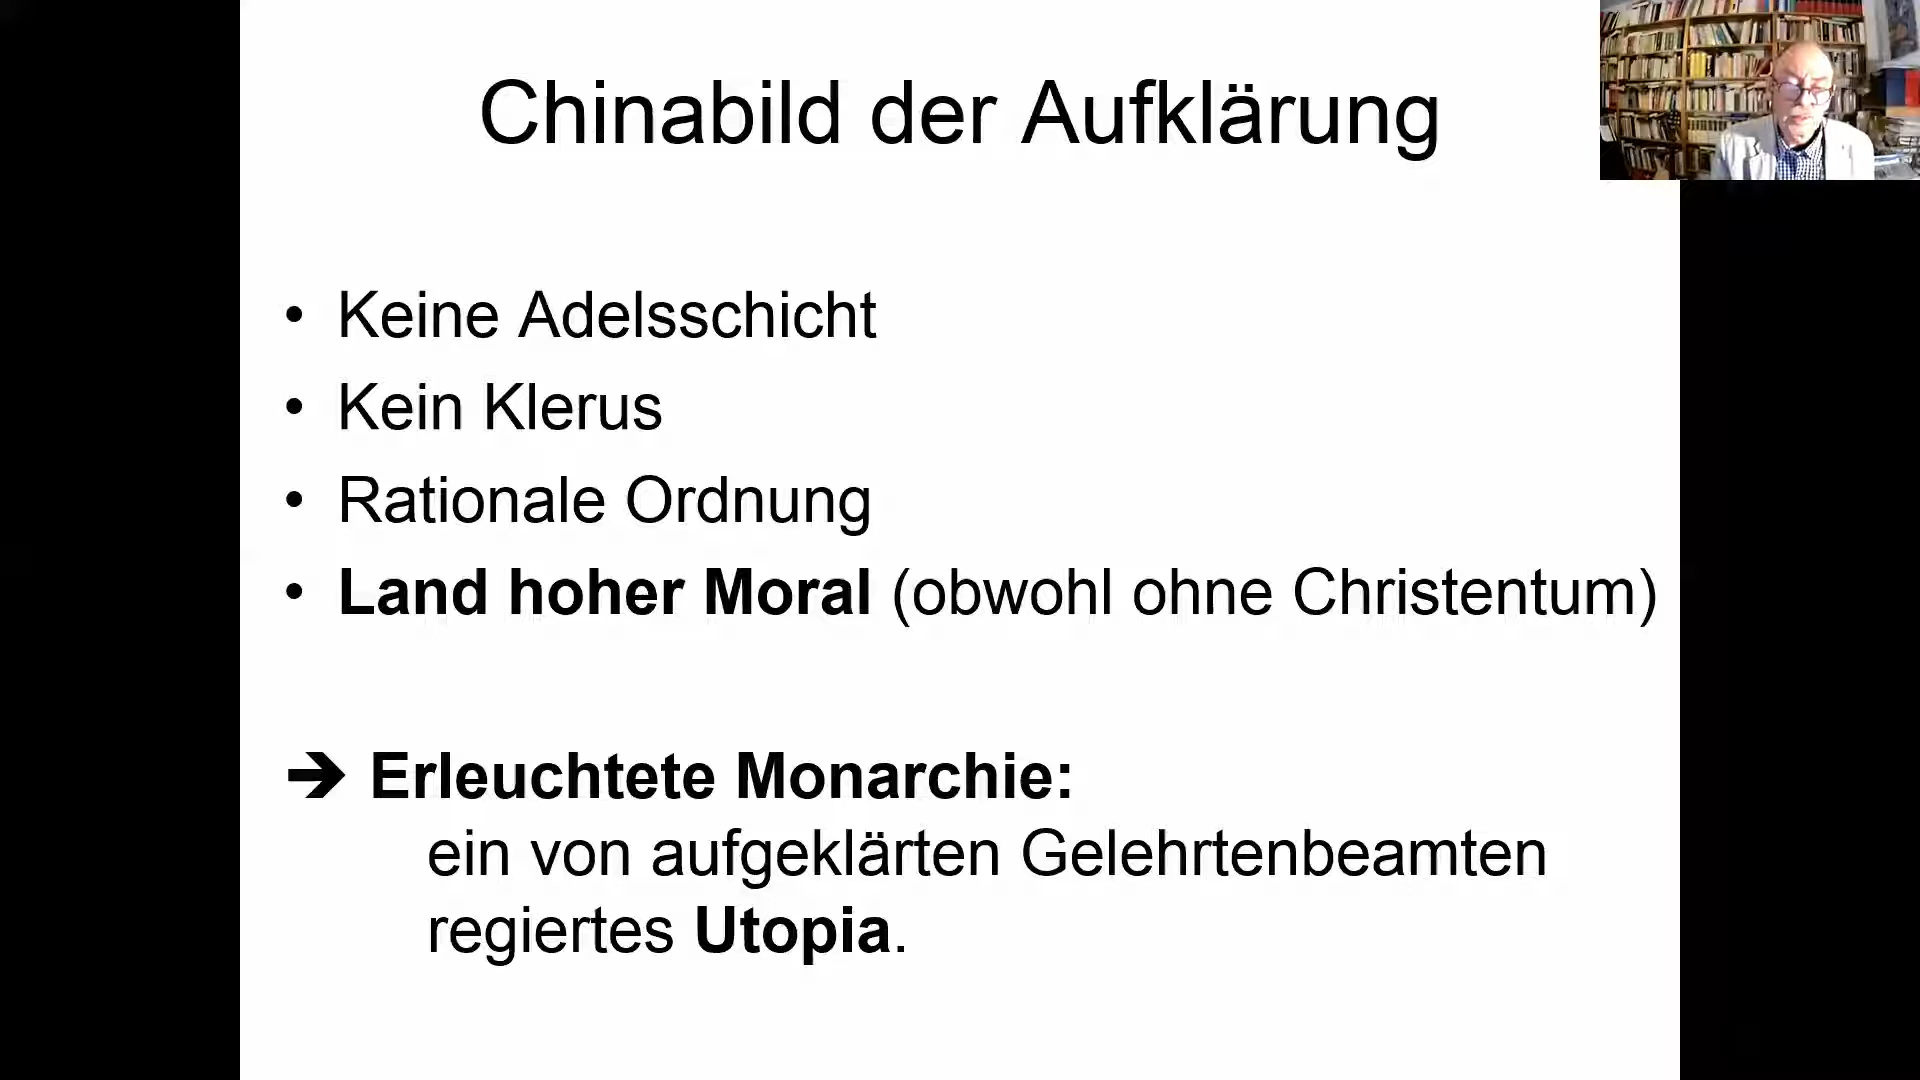 Chinabild der Aufklärung
• Keine Adelsschicht
• Kein Klerus
• Rationale Ordnung
• Land hoher Moral (obwohl ohne Christentum)
➔ Erleuchtete Monarchie:
ein von aufgeklärten Gelehrtenbeamten
regiertes Utopia.